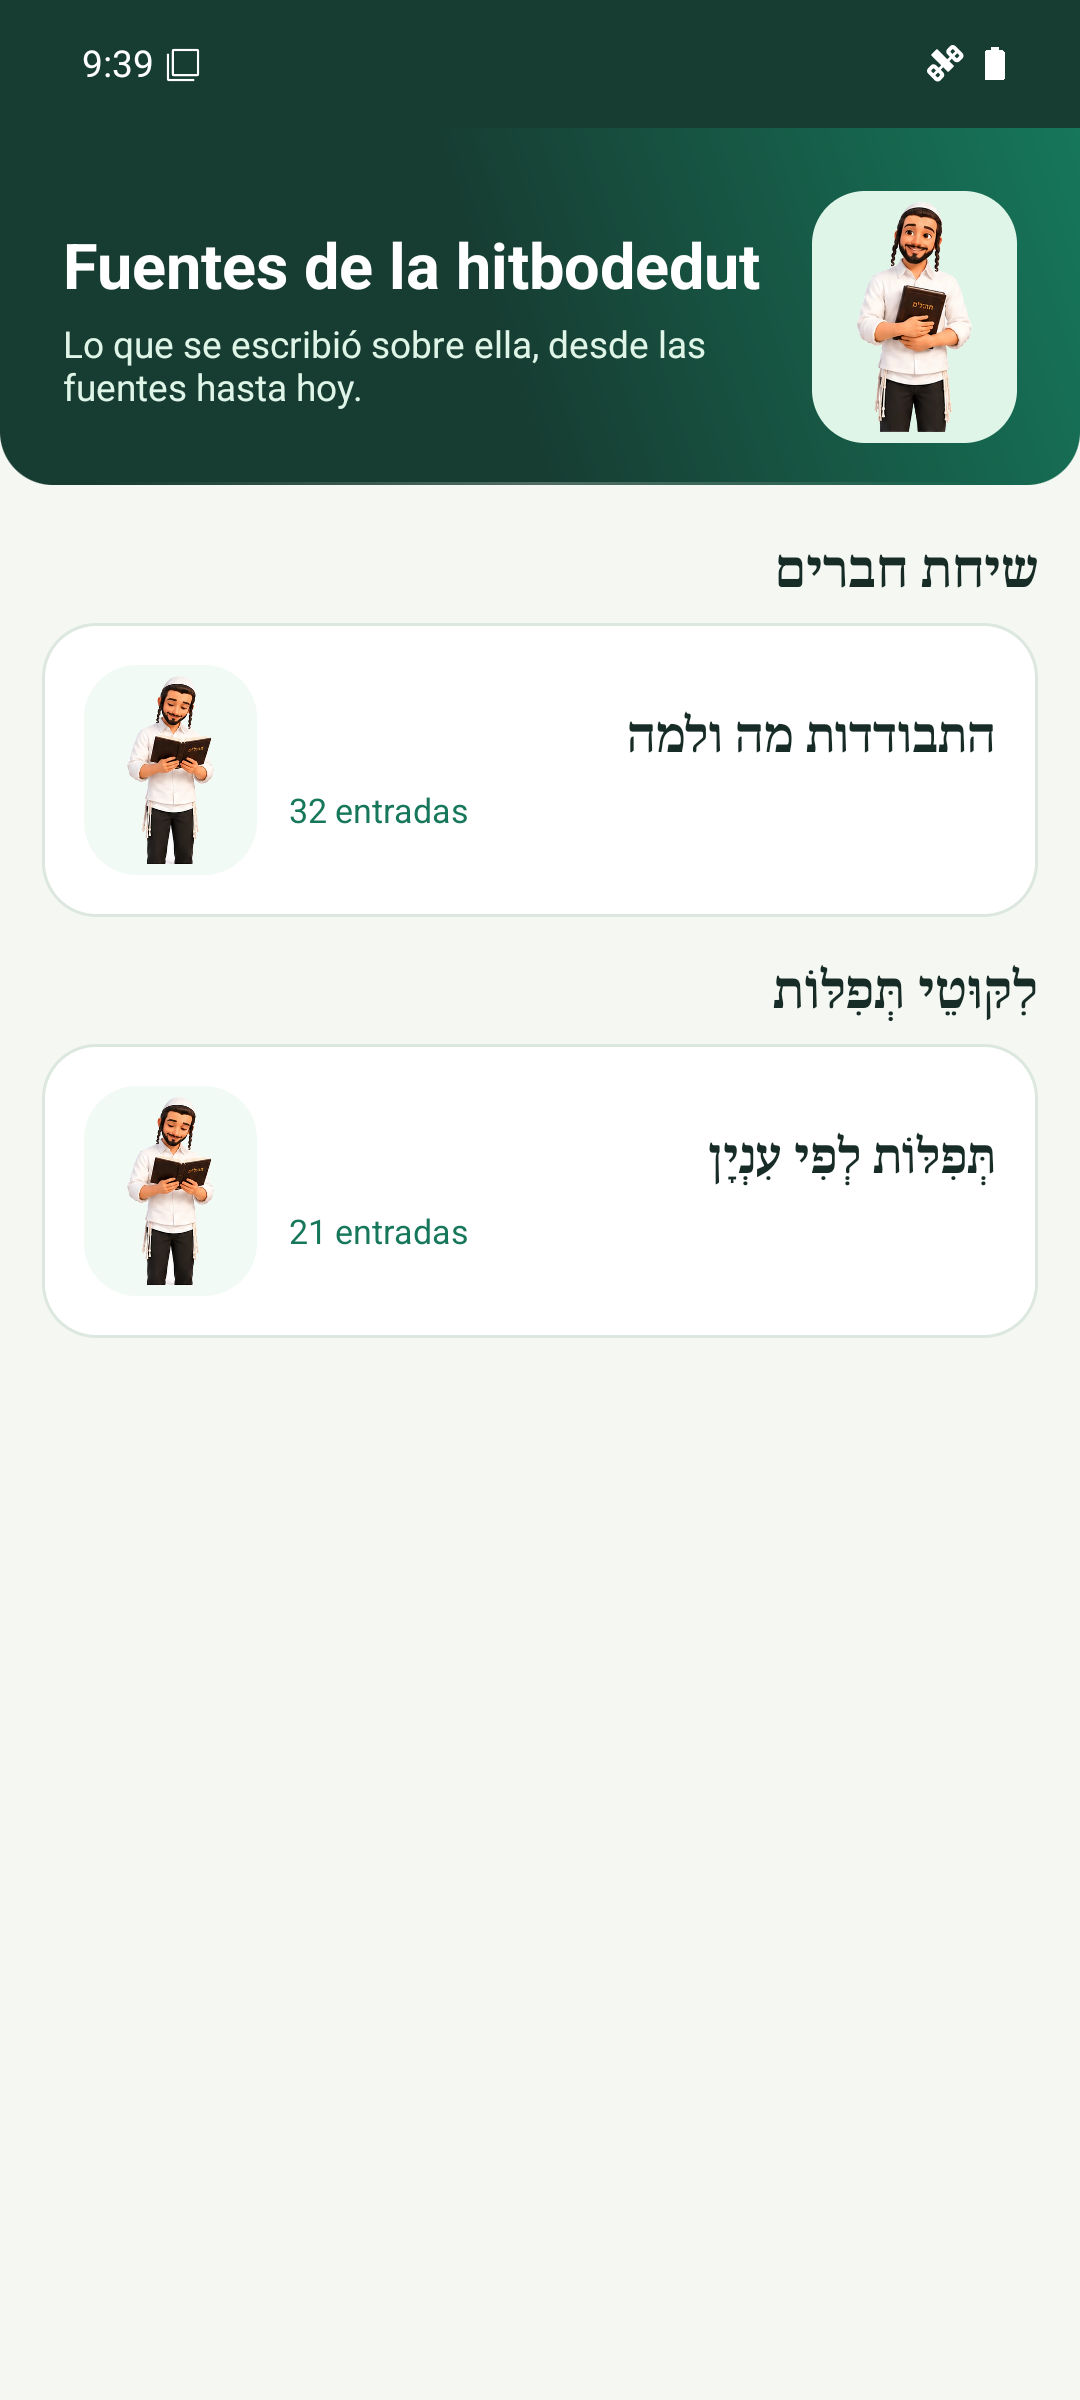 9:39
Fuentes de la hitbodedut
Lo que se escribió sobre ella, desde las
fuentes hasta hoy.
שיחת חברים
התבודדות מה ולמה
32 entradas
לִקּוּטֵי תְּפִלּוֹת
תְּפִלּוֹת לְפִי עִנְיָן
21 entradas